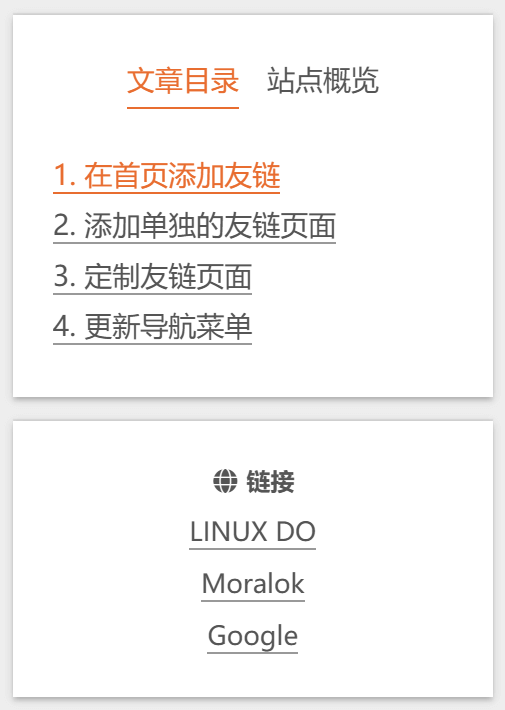 文章目录 站点概览
1. 在首页添加友链
2. 添加单独的友链页面
3. 定制友链页面
4. 更新导航菜单
链接
LINUX DO
Moralok
Google